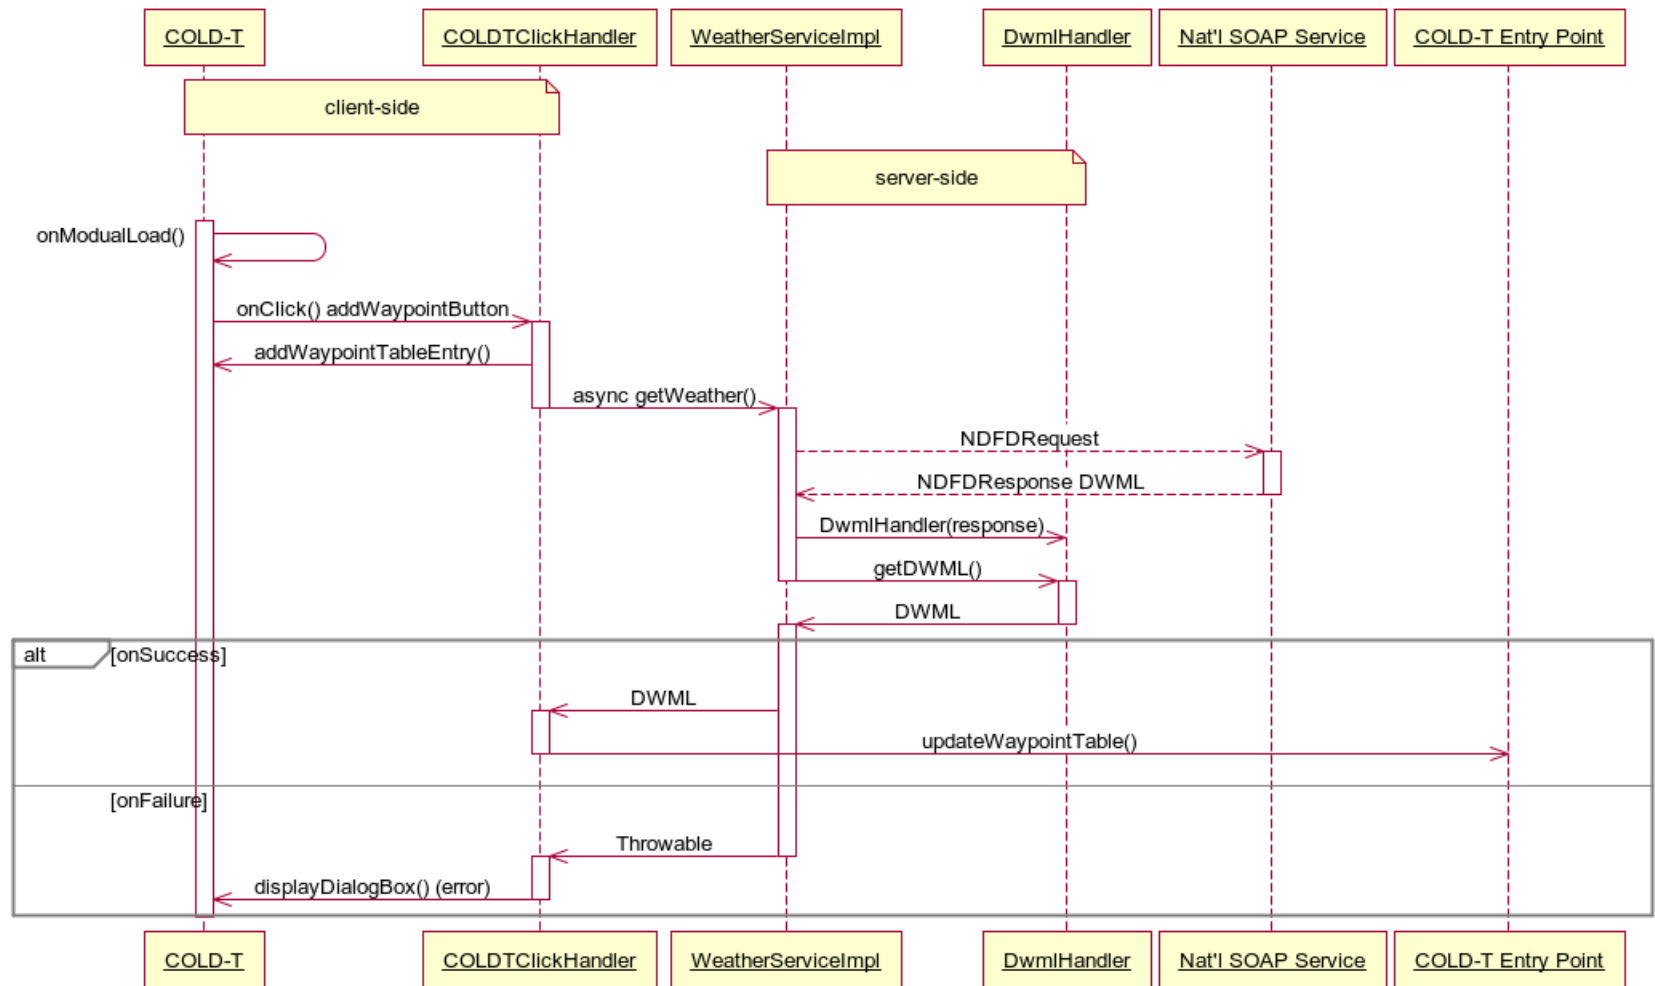 COLD-T COLDTClickHandler WeatherServiceImpl DwmlHandler Nat'l SOAP Service COLD-T Entry Point
client-side
server-side
onModualLoad()
onClick() addWaypointButton
addWaypointTableEntry()
async getWeather()
NDFDRequest
NDFDResponse DWML
DwmlHandler(response)
getDWML()
DWML
alt [onSuccess]
DWML
updateWaypointTable()
[onFailure]
Throwable
displayDialogBox() (error)
COLD-T COLDTClickHandler WeatherServiceImpl DwmlHandler Nat'l SOAP Service COLD-T Entry Point